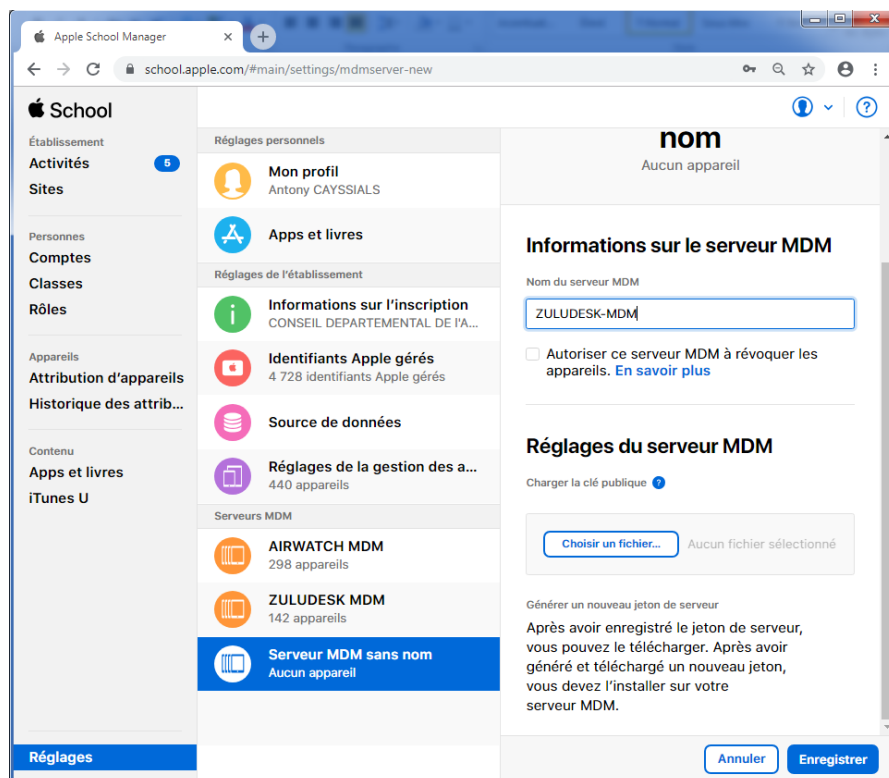 Apple School Manager
school.apple.com/#main/settings/mdmserver-new
School
Établissement
Activités 5
Sites
Personnes
Comptes
Classes
Rôles
Appareils
Attribution d'appareils
Historique des attrib...
Contenu
Apps et livres
iTunes U
Réglages
Réglages personnels
Mon profil
Antony CAYSSIALS
Apps et livres
Réglages de l'établissement
Informations sur l'inscription
CONSEIL DEPARTEMENTAL DE l'A...
Identifiants Apple gérés
4 728 identifiants Apple gérés
Source de données
Réglages de la gestion des a...
440 appareils
Serveurs MDM
AIRWATCH MDM
298 appareils
ZULUDESK MDM
142 appareils
Serveur MDM sans nom
Aucun appareil
nom
Aucun appareil
Informations sur le serveur MDM
Nom du serveur MDM
ZULUDESK-MDM
Autoriser ce serveur MDM à révoquer les
appareils. En savoir plus
Réglages du serveur MDM
Charger la clé publique ?
Choisir un fichier... Aucun fichier sélectionné
Générer un nouveau jeton de serveur
Après avoir enregistré le jeton de serveur,
vous pouvez le télécharger. Après avoir
généré et téléchargé un nouveau jeton,
vous devez l'installer sur votre
serveur MDM.
Annuler Enregistrer